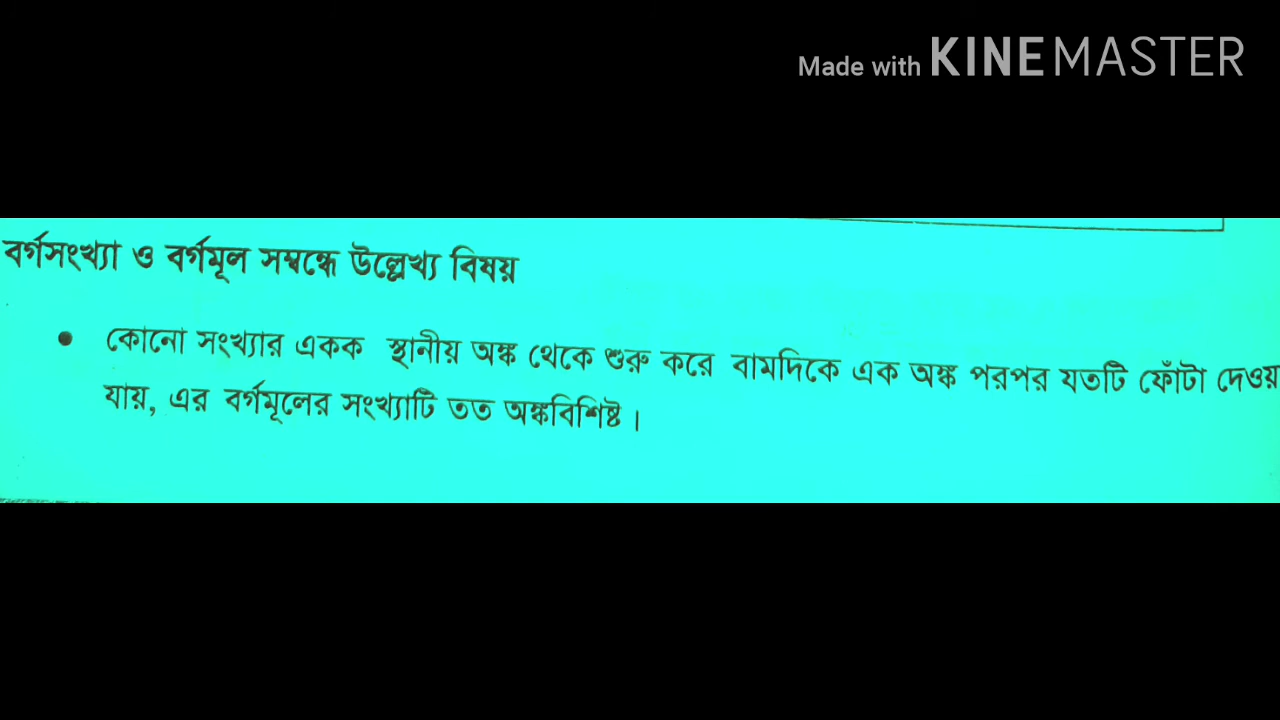 Made with KINEMASTER
বর্গসংখ্যা ও বর্গমূল সম্বন্ধে উল্লেখ্য বিষয়
• কোনো সংখ্যার একক স্থানীয় অঙ্ক থেকে শুরু করে বামদিকে এক অঙ্ক পরপর যতটি ফোঁটা দেওয়
যায়, এর বর্গমূলের সংখ্যাটি তত অঙ্কবিশিষ্ট।